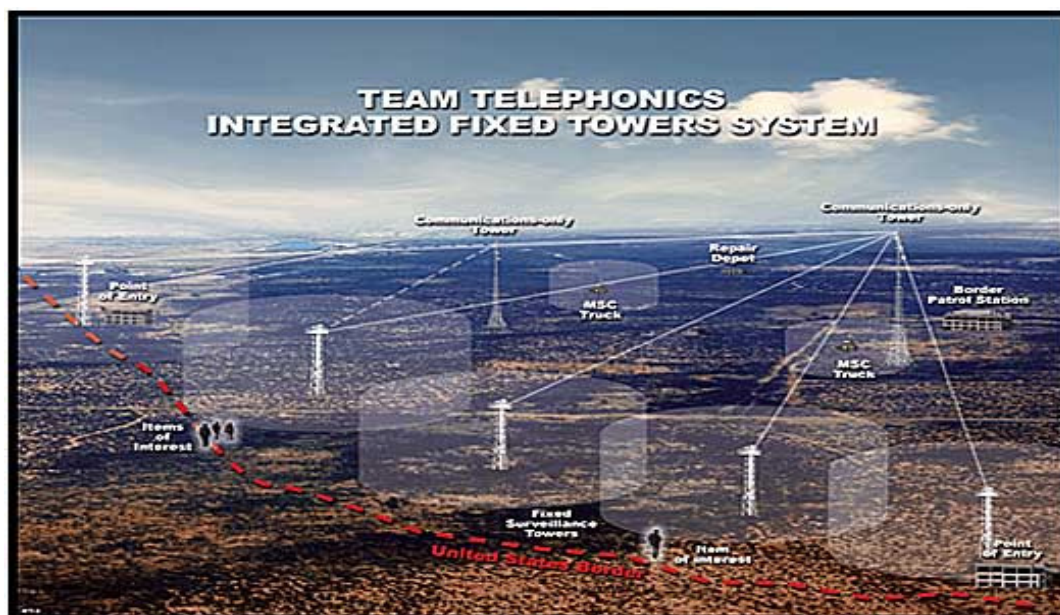 TEAM TELEPHONICS
INTEGRATED FIXED TOWERS SYSTEM
Communications-only
Tower
Communications-only
Tower
Repair
Depot
Point
of Entry
MSC
Truck
Border
Patrol Station
MSC
Truck
Items
of
Interest
Fixed
Surveillance
Towers
United States Border
Item
of interest
Point
of Entry